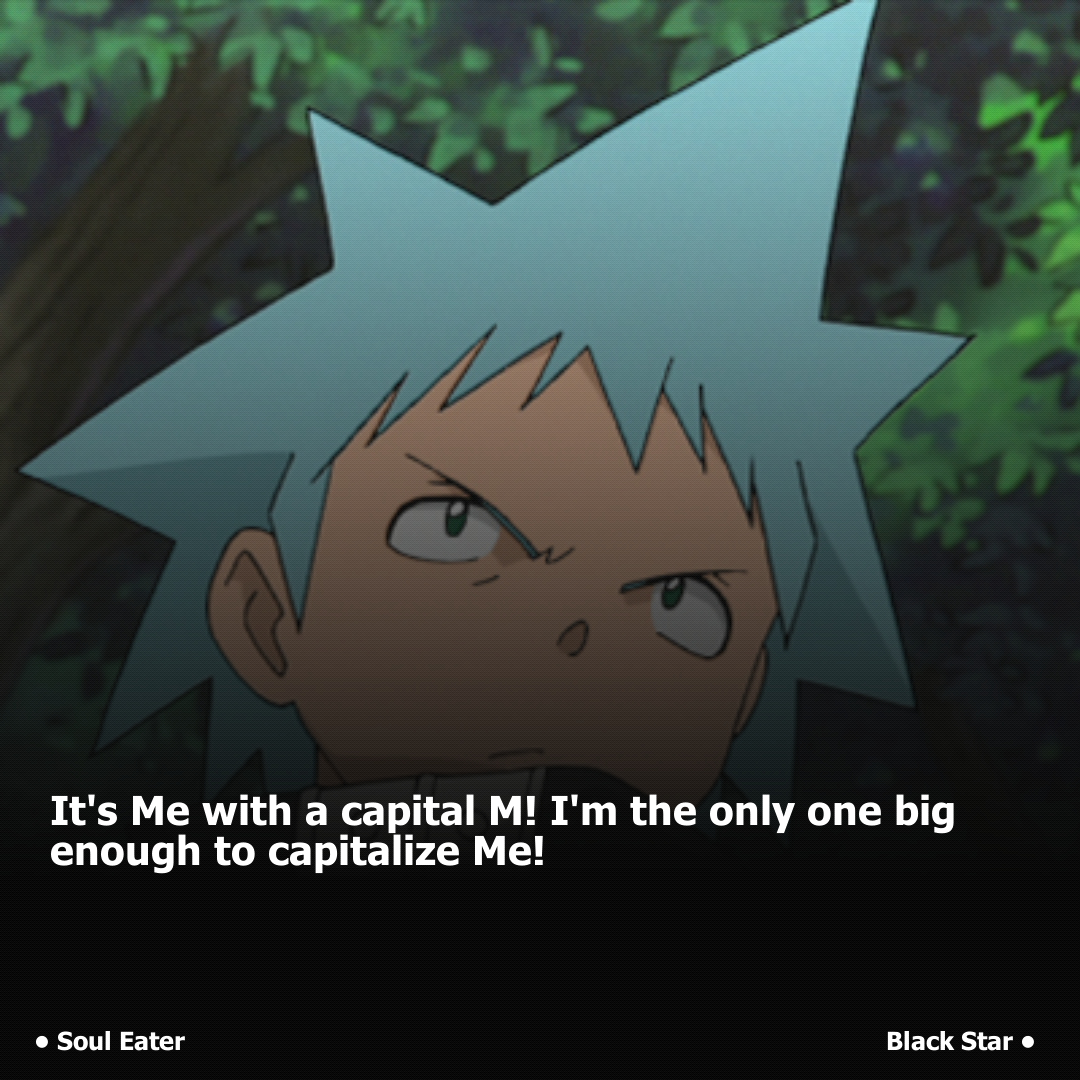 It's Me with a capital M! I'm the only one big
enough to capitalize Me!
• Soul Eater
Black Star •